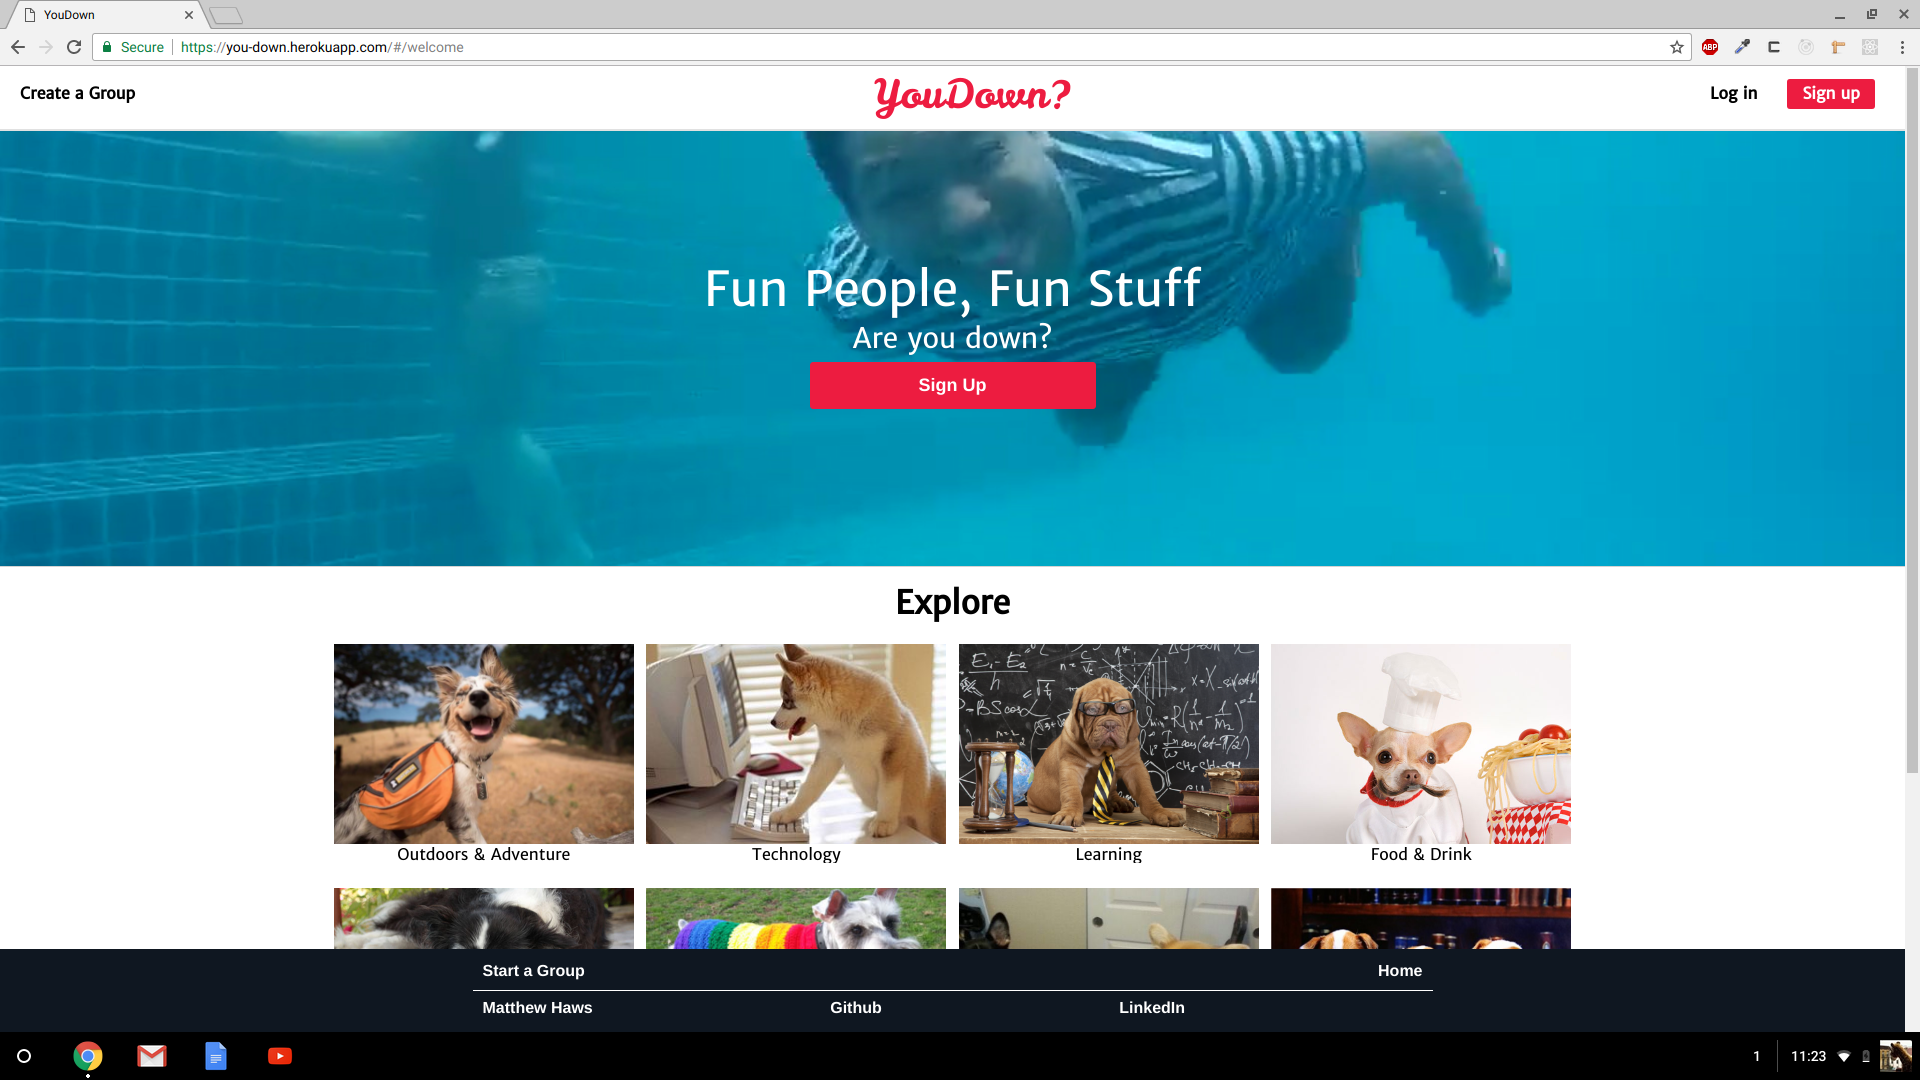 YouDown
Secure
https://you-down.herokuapp.com/#/welcome
ABP
Create a Group
YouDown?
Log in
Sign up
Fun People, Fun Stuff
Are you down?
Sign Up
Explore
Outdoors & Adventure
Technology
Learning
Food & Drink
Start a Group
Home
Matthew Haws
Github
LinkedIn
1
11:23